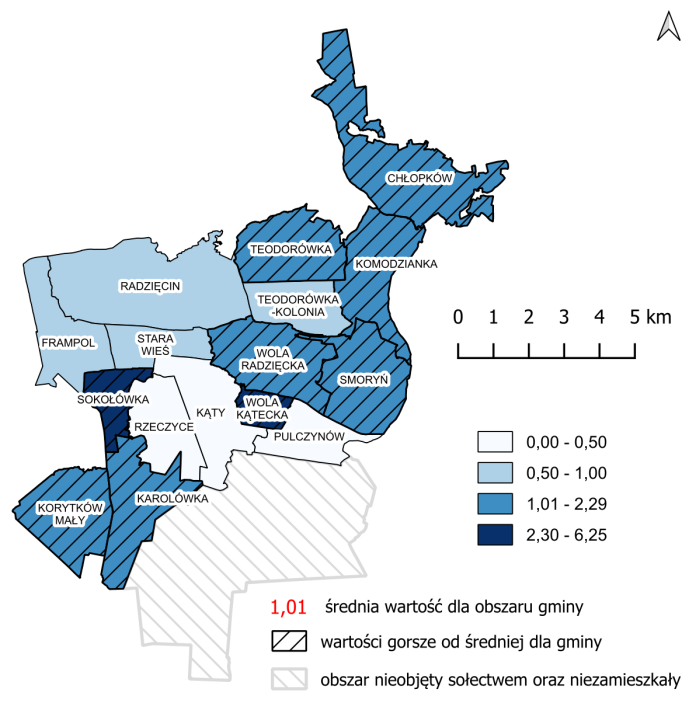 CHŁOPKÓW
TEODORÓWKA
KOMODZIANKA
RADZIĘCIN
TEODORÓWKA
-KOLONIA
0 1 2 3 4 5 km
FRAMPOL
STARA
WIEŚ
WOLA
RADZIĘCKA
SMORYŃ
SOKOŁÓWKA
WOLA
KĄTECKA
KĄTY
RZECZYCE
PULCZYNÓW
KAROLÓWKA
KORYTKÓW
MAŁY
0,00 - 0,50
0,50 - 1,00
1,01 - 2,29
2,30 - 6,25
1,01 średnia wartość dla obszaru gminy
wartości gorsze od średniej dla gminy
obszar nieobjęty sołectwem oraz niezamieszkały